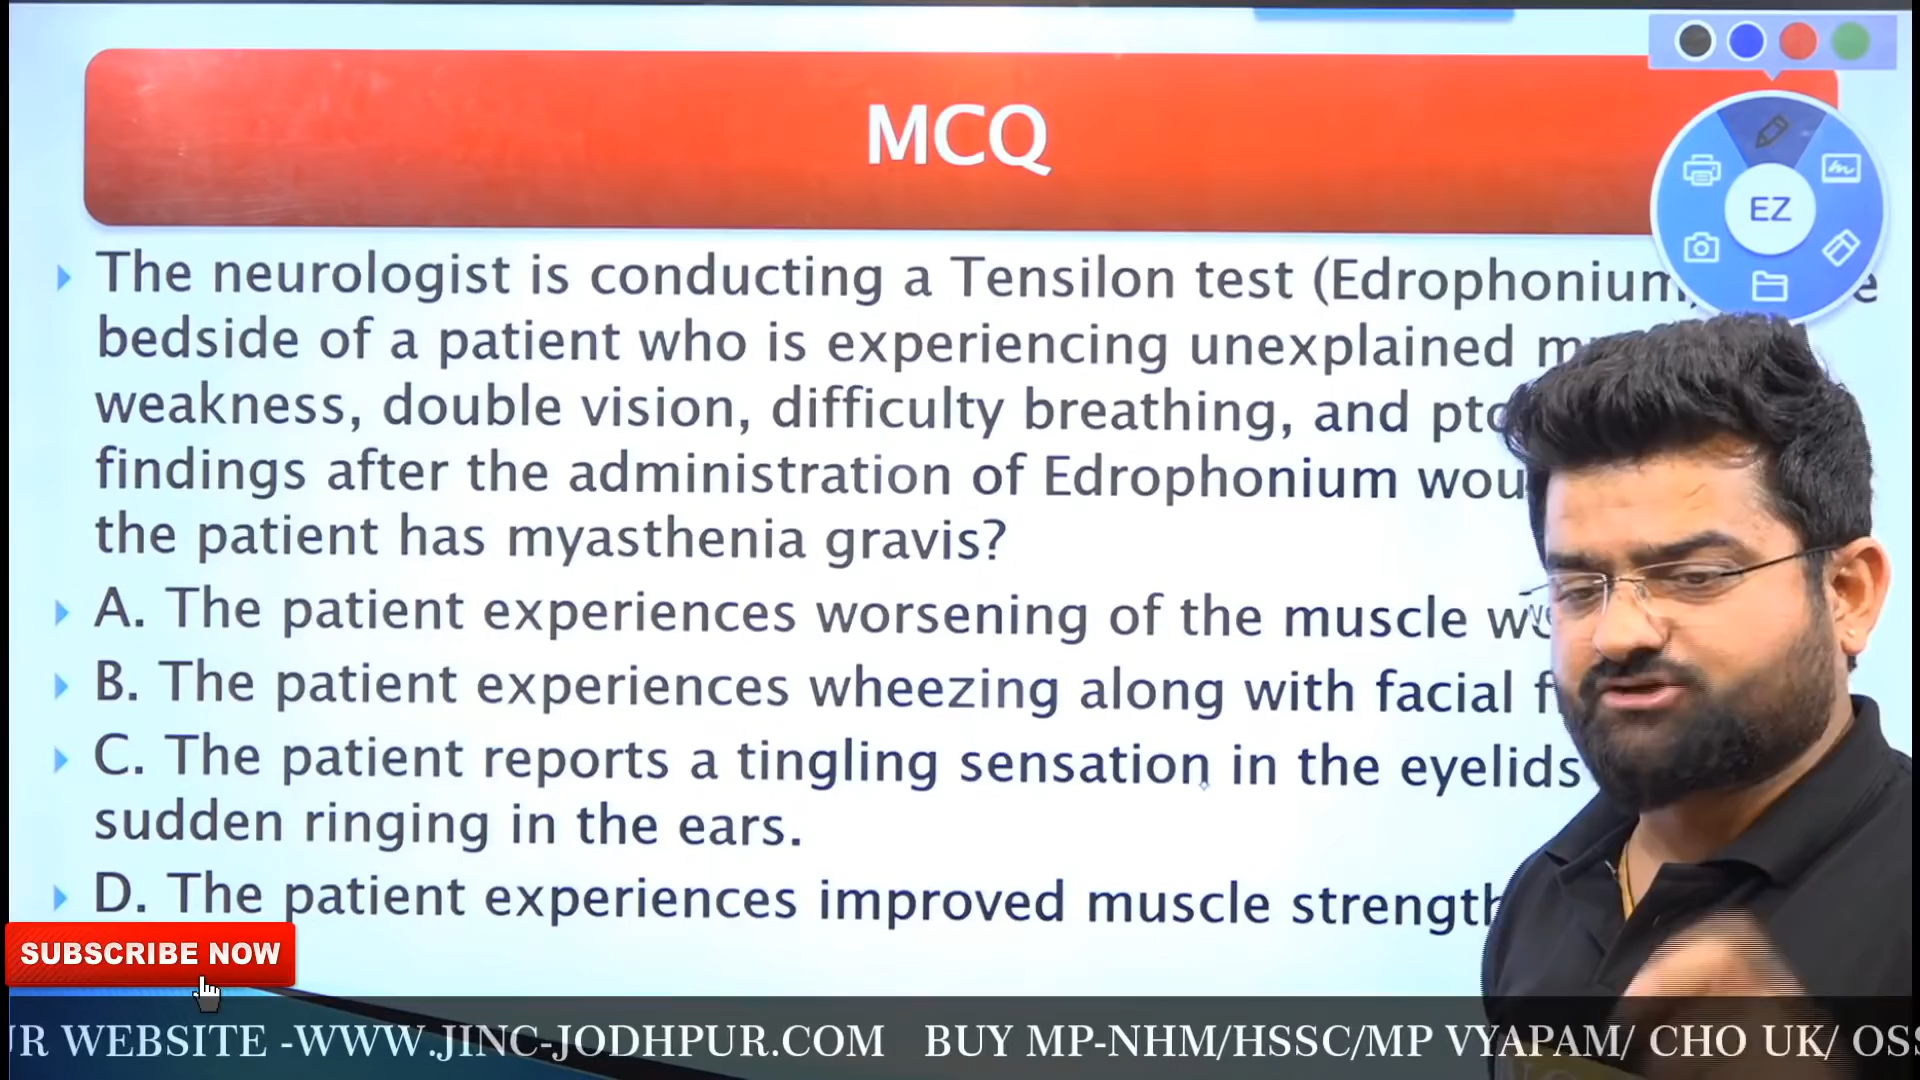 MCQ
EZ
The neurologist is conducting a Tensilon test (Edrophonium
bedside of a patient who is experiencing unexplained
weakness, double vision, difficulty breathing, and
findings after the administration of Edrophonium
the patient has myasthenia gravis?
A. The patient experiences worsening of the muscle
B. The patient experiences wheezing along with facial
C. The patient reports a tingling sensation in the eyelids
sudden ringing in the ears.
D. The patient experiences improved muscle
SUBSCRIBE NOW
WEBSITE -WWW.JINC-JODHPUR.COM BUY MP-NHM/HSSC/MP VYAPAM/ CHO UK/